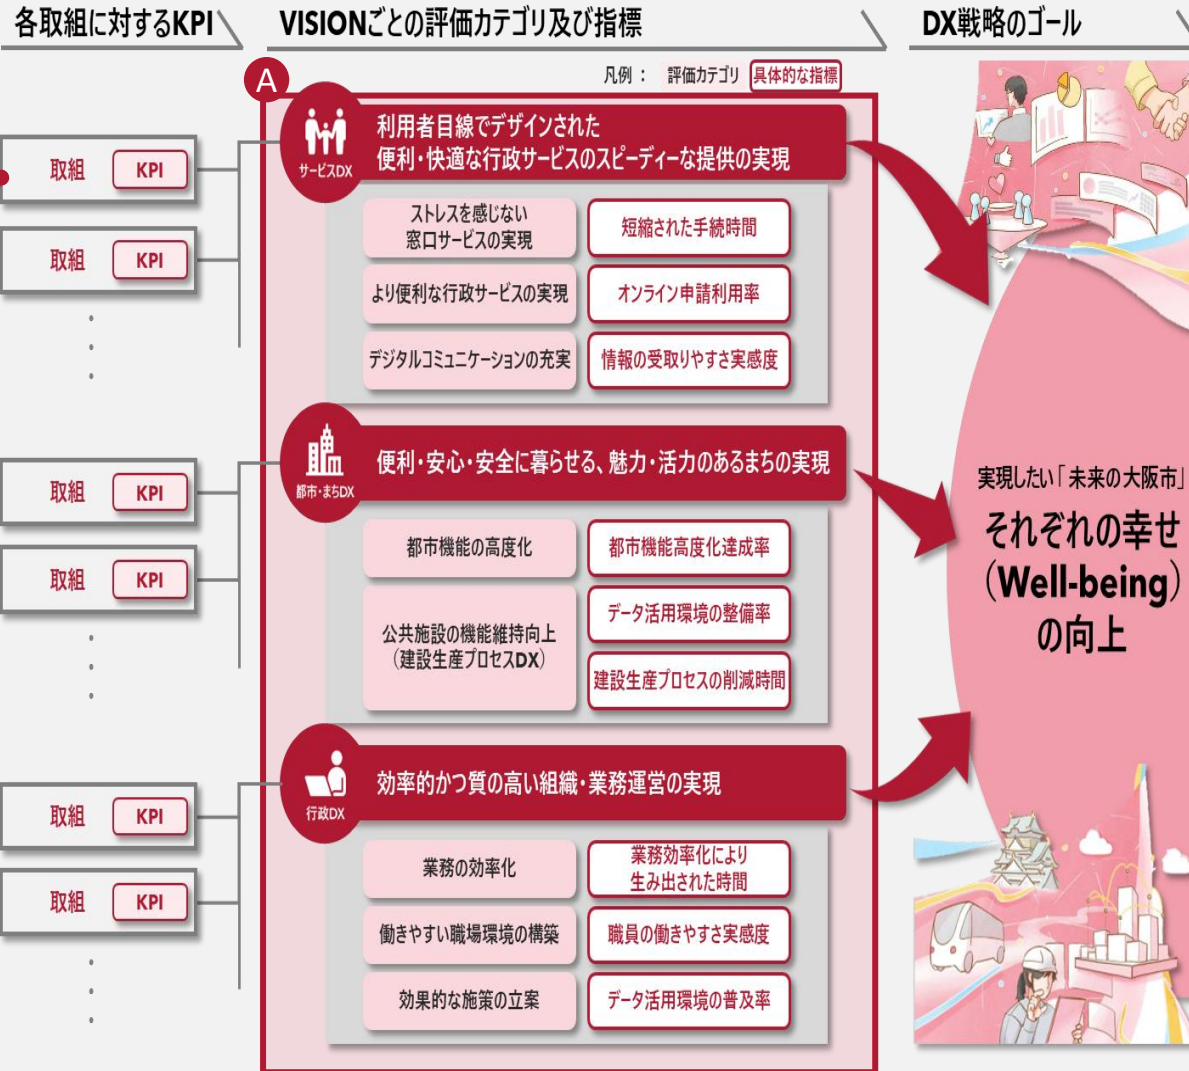 各取組に対するKPI
VISIONごとの評価カテゴリ及び指標
DX戦略のゴール
凡例 : 評価カテゴリ 具体的な指標
A
取組 KPI
取組 KPI
サービスDX
利用者目線でデザインされた
便利・快適な行政サービスのスピーディーな提供の実現
ストレスを感じない
窓口サービスの実現
短縮された手続時間
より便利な行政サービスの実現
オンライン申請利用率
デジタルコミュニケーションの充実
情報の受取りやすさ実感度
取組 KPI
取組 KPI
都市・まちDX
便利・安心・安全に暮らせる、魅力・活力のあるまちの実現
都市機能の高度化
都市機能高度化達成率
公共施設の機能維持向上
（建設生産プロセスDX）
データ活用環境の整備率
建設生産プロセスの削減時間
取組 KPI
取組 KPI
行政DX
効率的かつ質の高い組織・業務運営の実現
業務の効率化
業務効率化により
生み出された時間
働きやすい職場環境の構築
職員の働きやすさ実感度
効果的な施策の立案
データ活用環境の普及率
実現したい「未来の大阪市」
それぞれの幸せ
（Well-being）
の向上